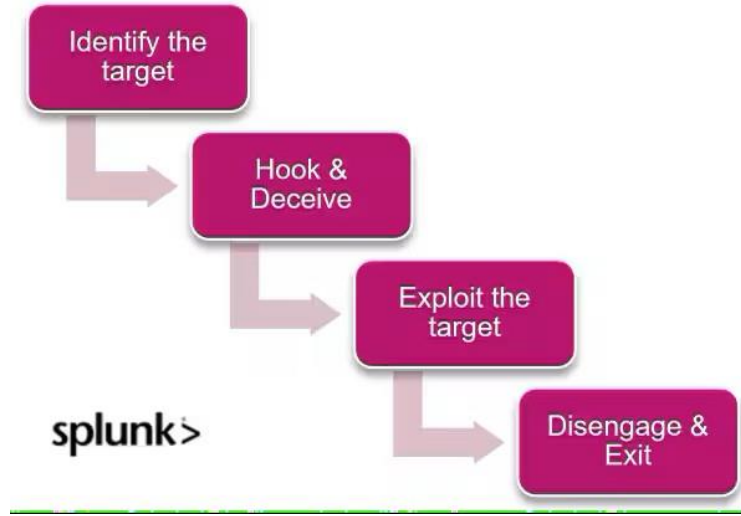 Identify the
target
Hook &
Deceive
Exploit the
target
splunk>
Disengage &
Exit